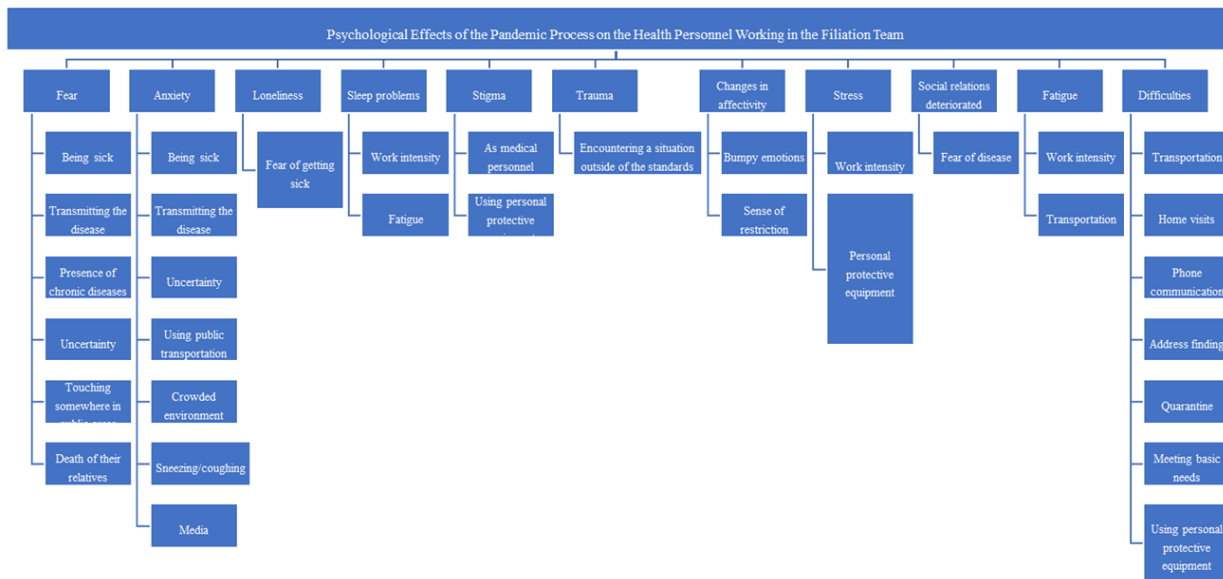 Psychological Effects of the Pandemic Process on the Health Personnel Working in the Filiation Team
Fear
Being sick
Transmitting the
disease
Presence of
chronic diseases
Uncertainty
Touching
somewhere in
Death of their
relatives
Anxiety
Being sick
Transmitting the
disease
Uncertainty
Using public
transportation
Crowded
environment
Sneezing/coughing
Media
Loneliness
Fear of getting
sick
Sleep problems
Work intensity
Fatigue
Stigma
As medical
personnel
Using personal
protective
Trauma
Encountering a situation
outside of the standards
Changes in
affectivity
Bumpy emotions
Sense of
restriction
Stress
Work intensity
Personal
protective
equipment
Social relations
deteriorated
Fear of disease
Fatigue
Work intensity
Transportation
Difficulties
Transportation
Home visits
Phone
communication
Address finding
Quarantine
Meeting basic
needs
Using personal
protective
equipment